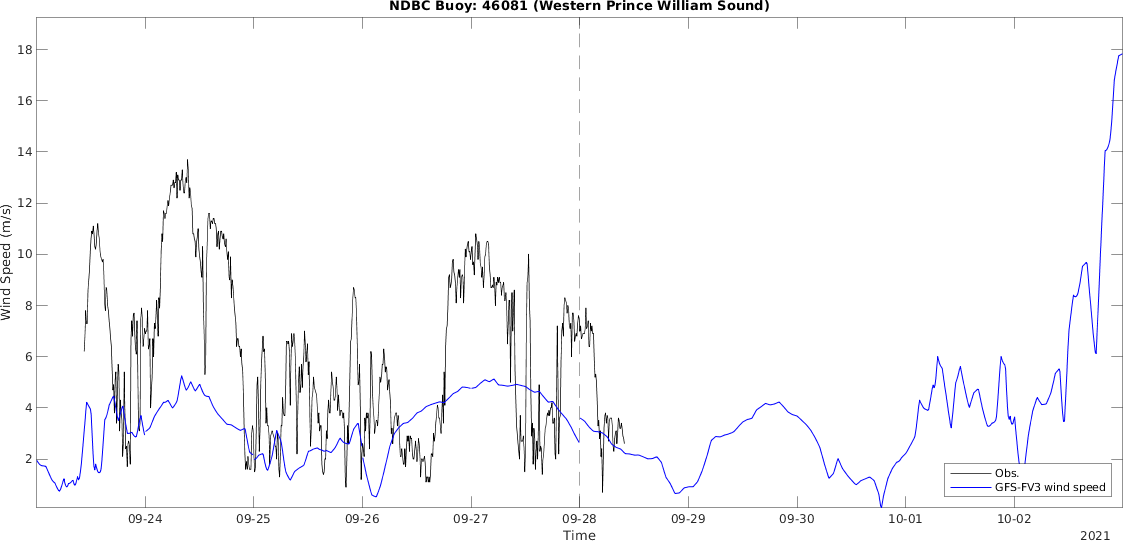 NDBC Buoy: 46081 (Western Prince William Sound)
18
16
14
12
10
8
6
4
2
Wind Speed (m/s)
Obs.
GFS-FV3 wind speed
09-24 09-25 09-26 09-27 09-28 09-29 09-30 10-01 10-02
Time
2021